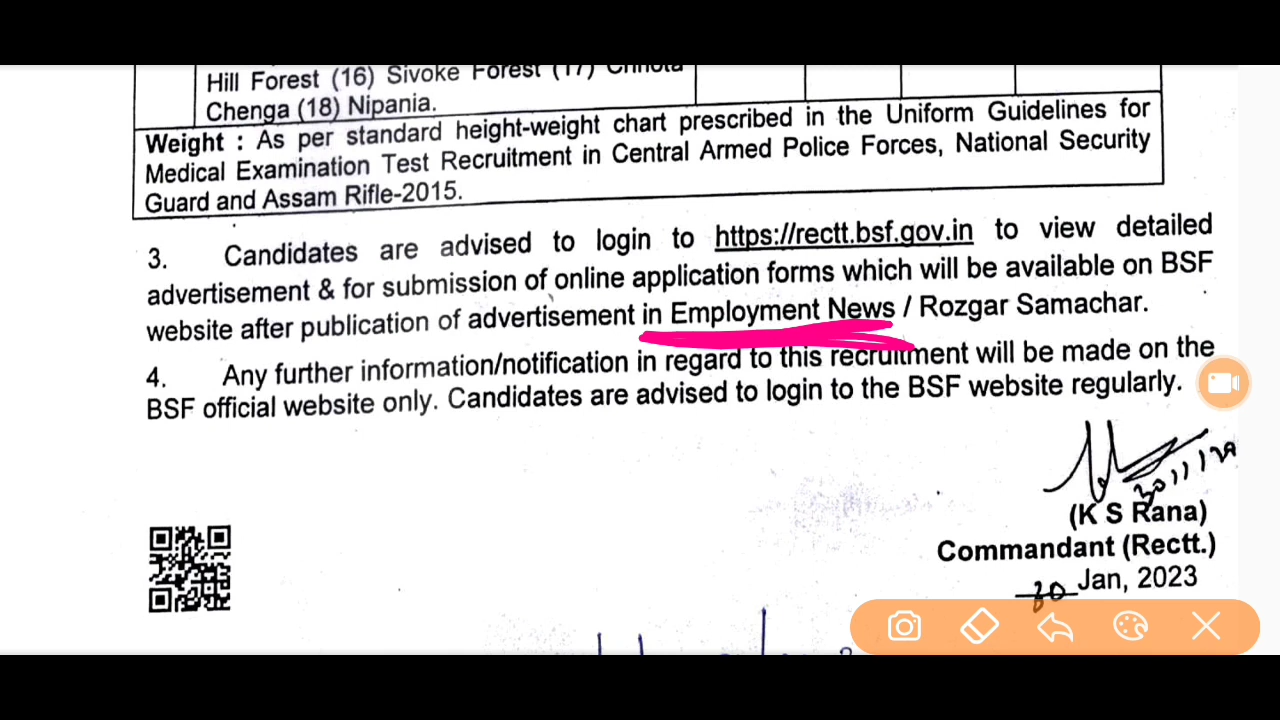 Hill Forest (16) Sivoke Forest (17) Chhota
Chenga (18) Nipania.
Weight : As per standard height-weight chart prescribed in the Uniform Guidelines for
Medical Examination Test Recruitment in Central Armed Police Forces, National Security
Guard and Assam Rifle-2015.
3. Candidates are advised to login to https://rectt.bsf.gov.in to view detailed
advertisement & for submission of online application forms which will be available on BSF
website after publication of advertisement in Employment News / Rozgar Samachar.
4. Any further information/notification in regard to this recruitment will be made on the
BSF official website only. Candidates are advised to login to the BSF website regularly.
(K S Rana)
Commandant (Rectt.)
30 Jan, 2023